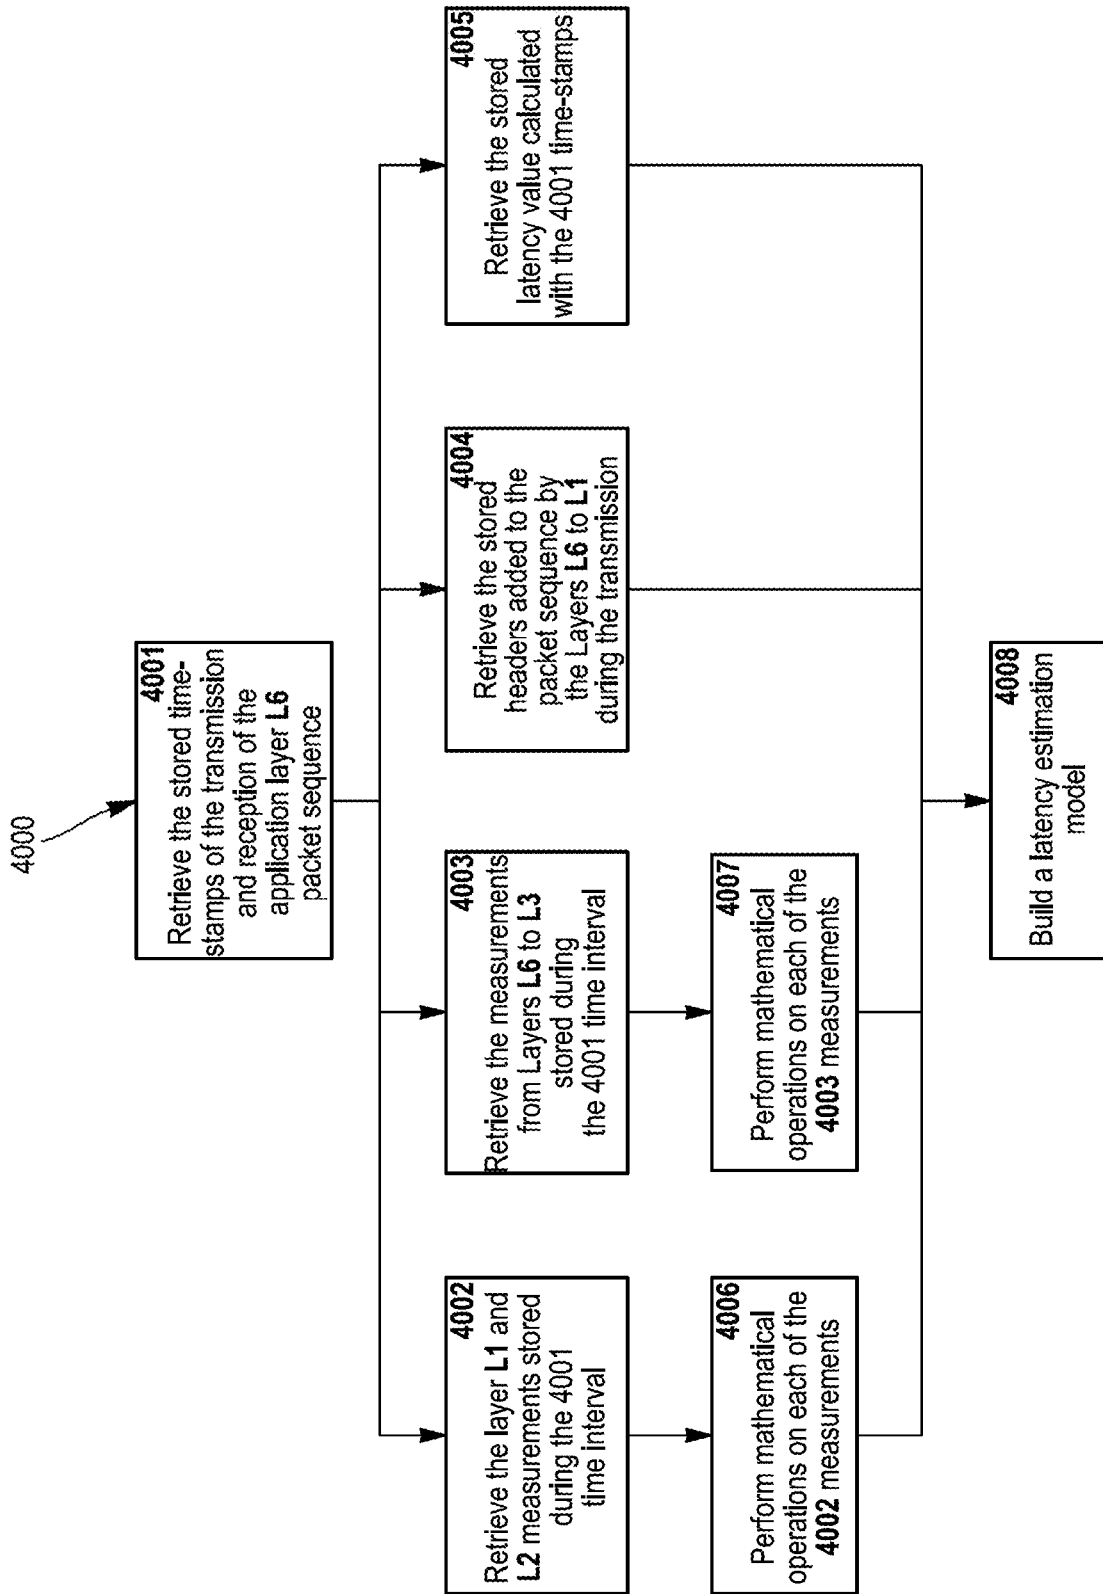 4000
4001
Retrieve the stored time-
stamps of the transmission
and reception of the
application layer L6
packet sequence
4002
Retrieve the layer L1 and
L2 measurements stored
during the 4001
time interval
4003
Retrieve the measurements
from Layers L6 to L3
stored during
the 4001 time interval
4004
Retrieve the stored
headers added to the
packet sequence by
the Layers L6 to L1
during the transmission
4005
Retrieve the stored
latency value calculated
with the 4001 time-stamps
4006
Perform mathematical
operations on each of the
4002 measurements
4007
Perform mathematical
operations on each of the
4003 measurements
4008
Build a latency estimation
model